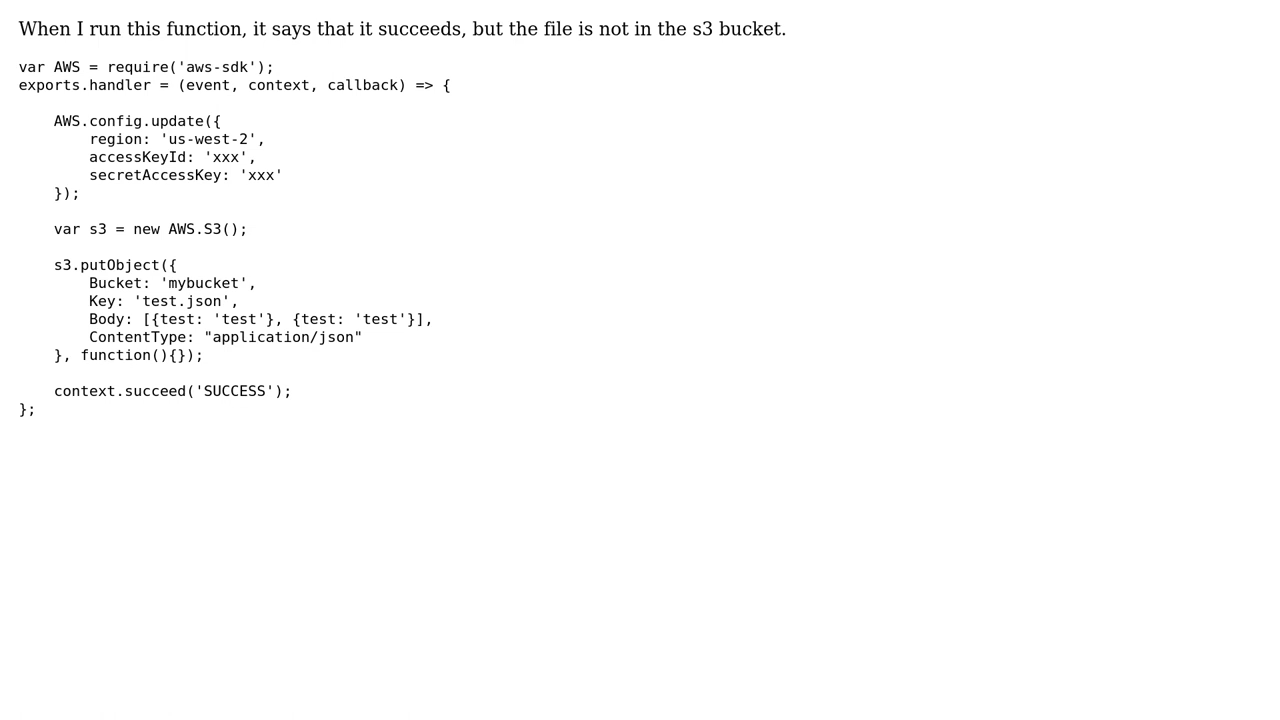 When I run this function, it says that it succeeds, but the file is not in the s3 bucket.
var AWS = require('aws-sdk');
exports.handler = (event, context, callback) => {
    AWS.config.update({
        region: 'us-west-2',
        accessKeyId: 'xxx',
        secretAccessKey: 'xxx'
    });
    var s3 = new AWS.S3();
    s3.putObject({
        Bucket: 'mybucket',
        Key: 'test.json',
        Body: [{test: 'test'}, {test: 'test'}],
        ContentType: "application/json"
    }, function(){});
    context.succeed('SUCCESS');
};